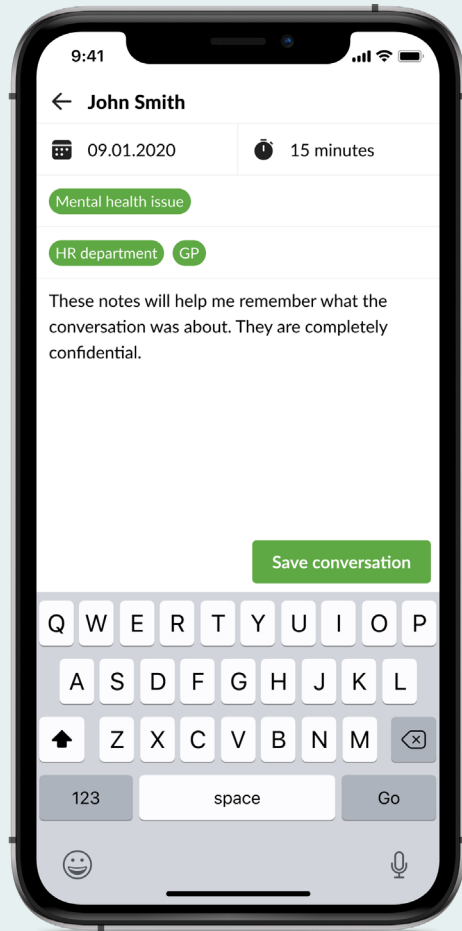 9:41
John Smith
09.01.2020
15 minutes
Mental health issue
HR department GP
These notes will help me remember what the
conversation was about. They are completely
confidential.
Save conversation
Q W E R T Y U I O P
A S D F G H J K L
Z X C V B N M
123 space Go